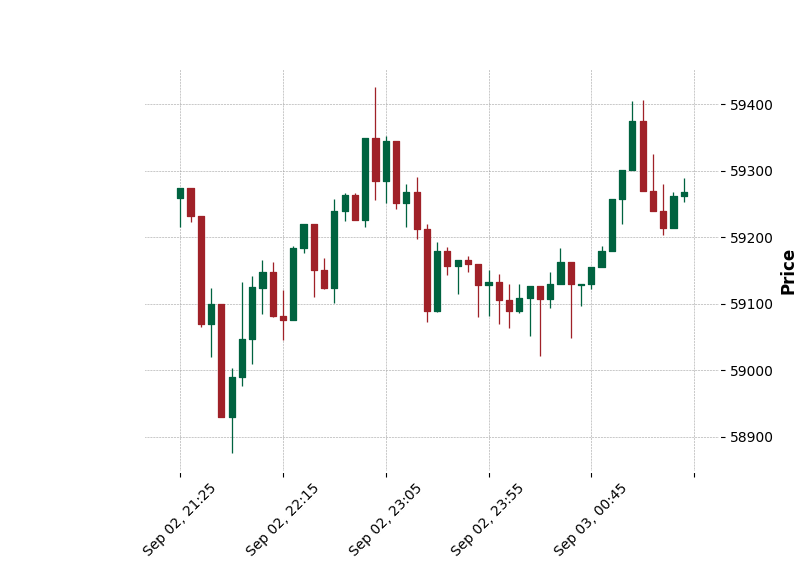 59400
59300
59200
59100
59000
58900
Price
Sep 02, 21:25
Sep 02, 22:15
Sep 02, 23:05
Sep 02, 23:55
Sep 03, 00:45